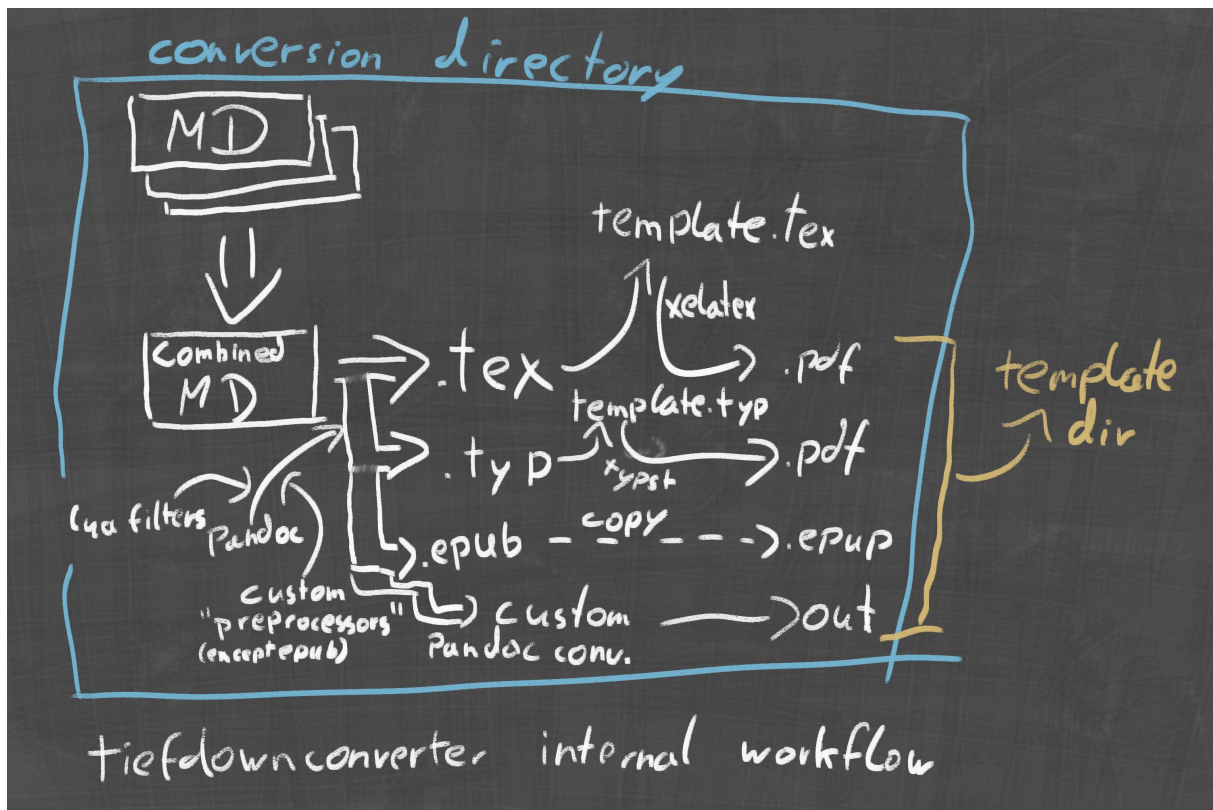 conversion directory
MD
template.tex
xelatex
Combined
MD
.tex
.pdf
template
dir
template.typ
.typ
typst
.pdf
lua filters
Pandoc
.epub
copy
.epup
custom
"preprocessors"
(except epub)
custom
Pandoc conv.
out
tiefdownconverter internal workflow